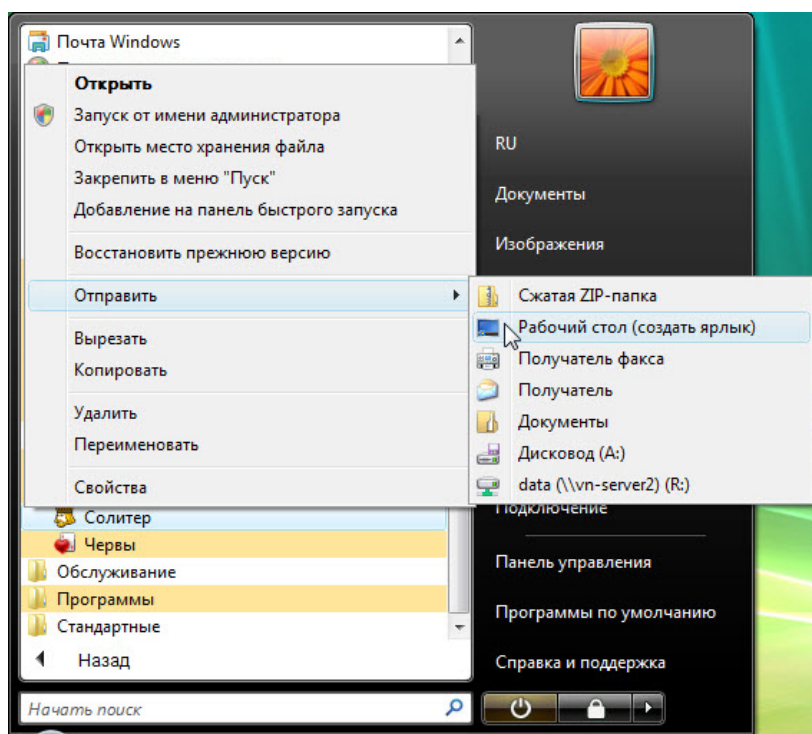 Почта Windows
Открыть
Запуск от имени администратора
Открыть место хранения файла
Закрепить в меню "Пуск"
Добавление на панель быстрого запуска
Восстановить прежнюю версию
Отправить
Вырезать
Копировать
Удалить
Переименовать
Свойства
Солитер
Червы
Обслуживание
Программы
Стандартные
Назад
Начать поиск
RU
Документы
Изображения
Сжатая ZIP-папка
Рабочий стол (создать ярлык)
Получатель факса
Получатель
Документы
Дисковод (A:)
data (\\vn-server2) (R:)
Подключение
Панель управления
Программы по умолчанию
Справка и поддержка